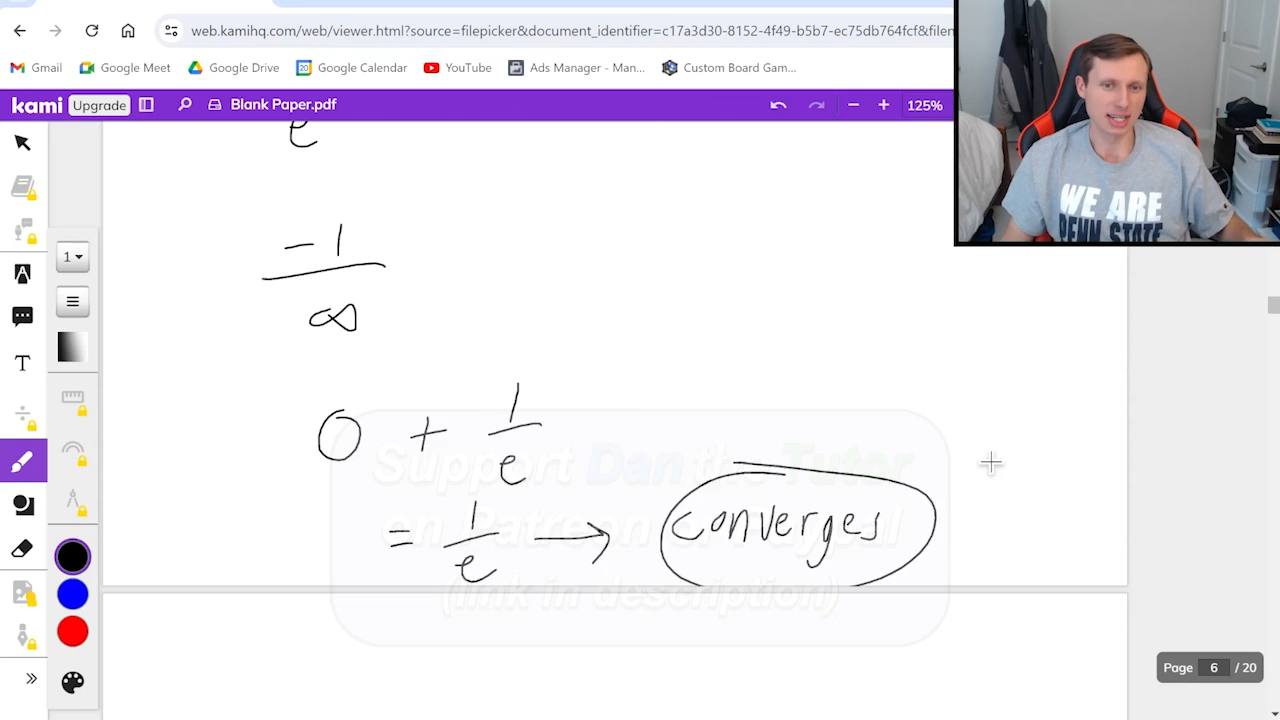 web.kamihq.com/web/viewer.html?source=filepicker&document_identifier=c17a3d30-8152-4f49-b5b7-ec75db764fcf&filen
Gmail Google Meet Google Drive Google Calendar YouTube Ads Manager - Man... Custom Board Gam...
kami Upgrade Blank Paper.pdf 125%
WE ARE
PENN STATE
e
-1
∞
1
0 + 1/e
= 1/e → converges
Support Dan the Tutor
on Patreon or Paypal
(link in description)
T
Page 6 / 20